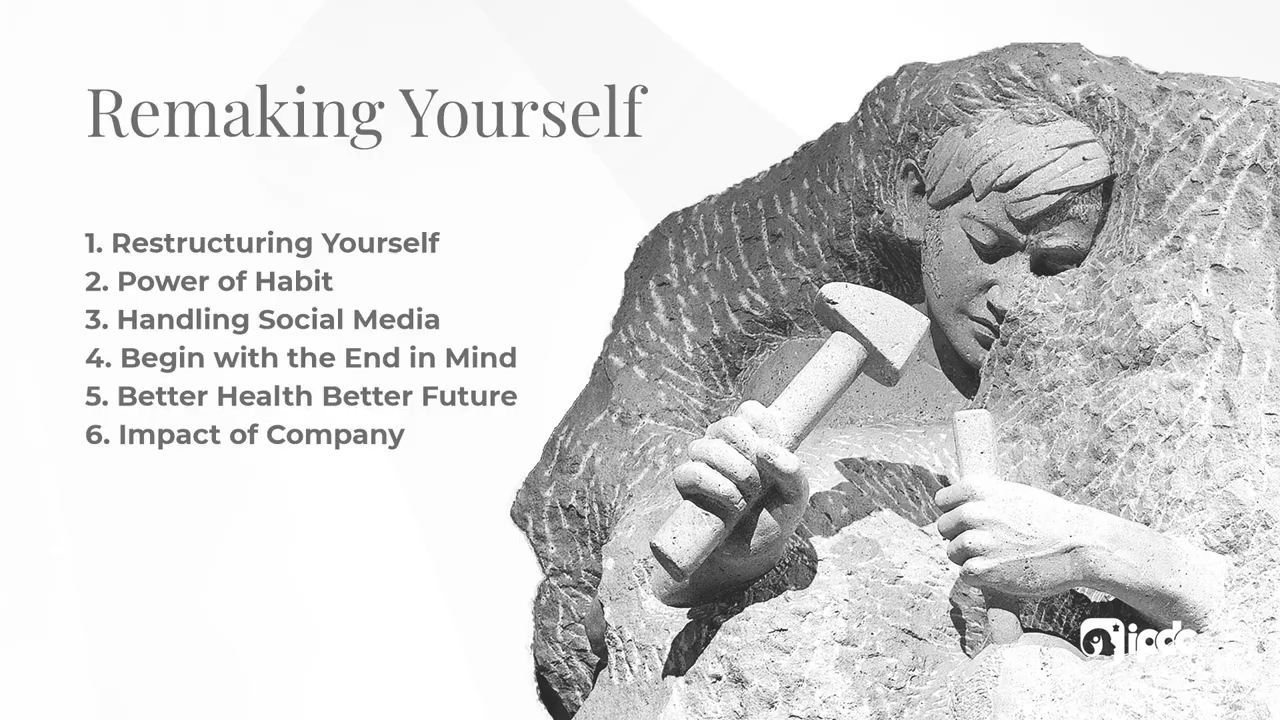 Remaking Yourself
1. Restructuring Yourself
2. Power of Habit
3. Handling Social Media
4. Begin with the End in Mind
5. Better Health Better Future
6. Impact of Company